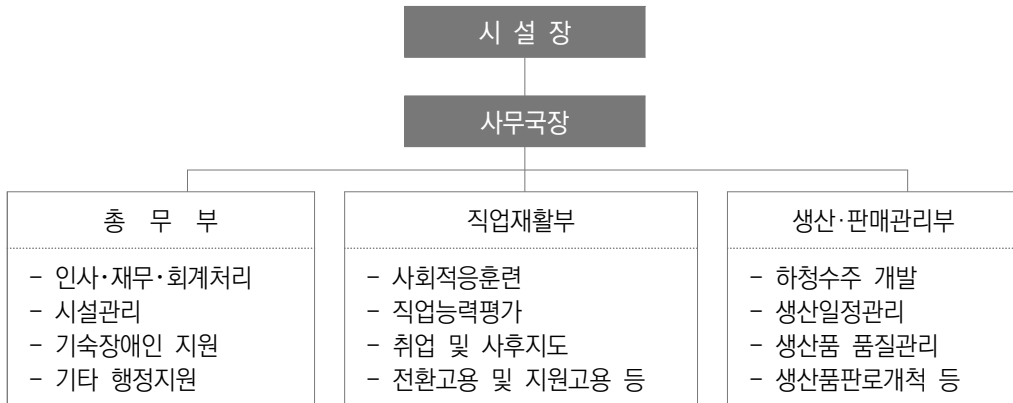 시 설 장
사무국장
총 무 부
- 인사·재무·회계처리
- 시설관리
- 기숙장애인 지원
- 기타 행정지원
직업재활부
- 사회적응훈련
- 직업능력평가
- 취업 및 사후지도
- 전환고용 및 지원고용 등
생산·판매관리부
- 하청수주 개발
- 생산일정관리
- 생산품 품질관리
- 생산품판로개척 등